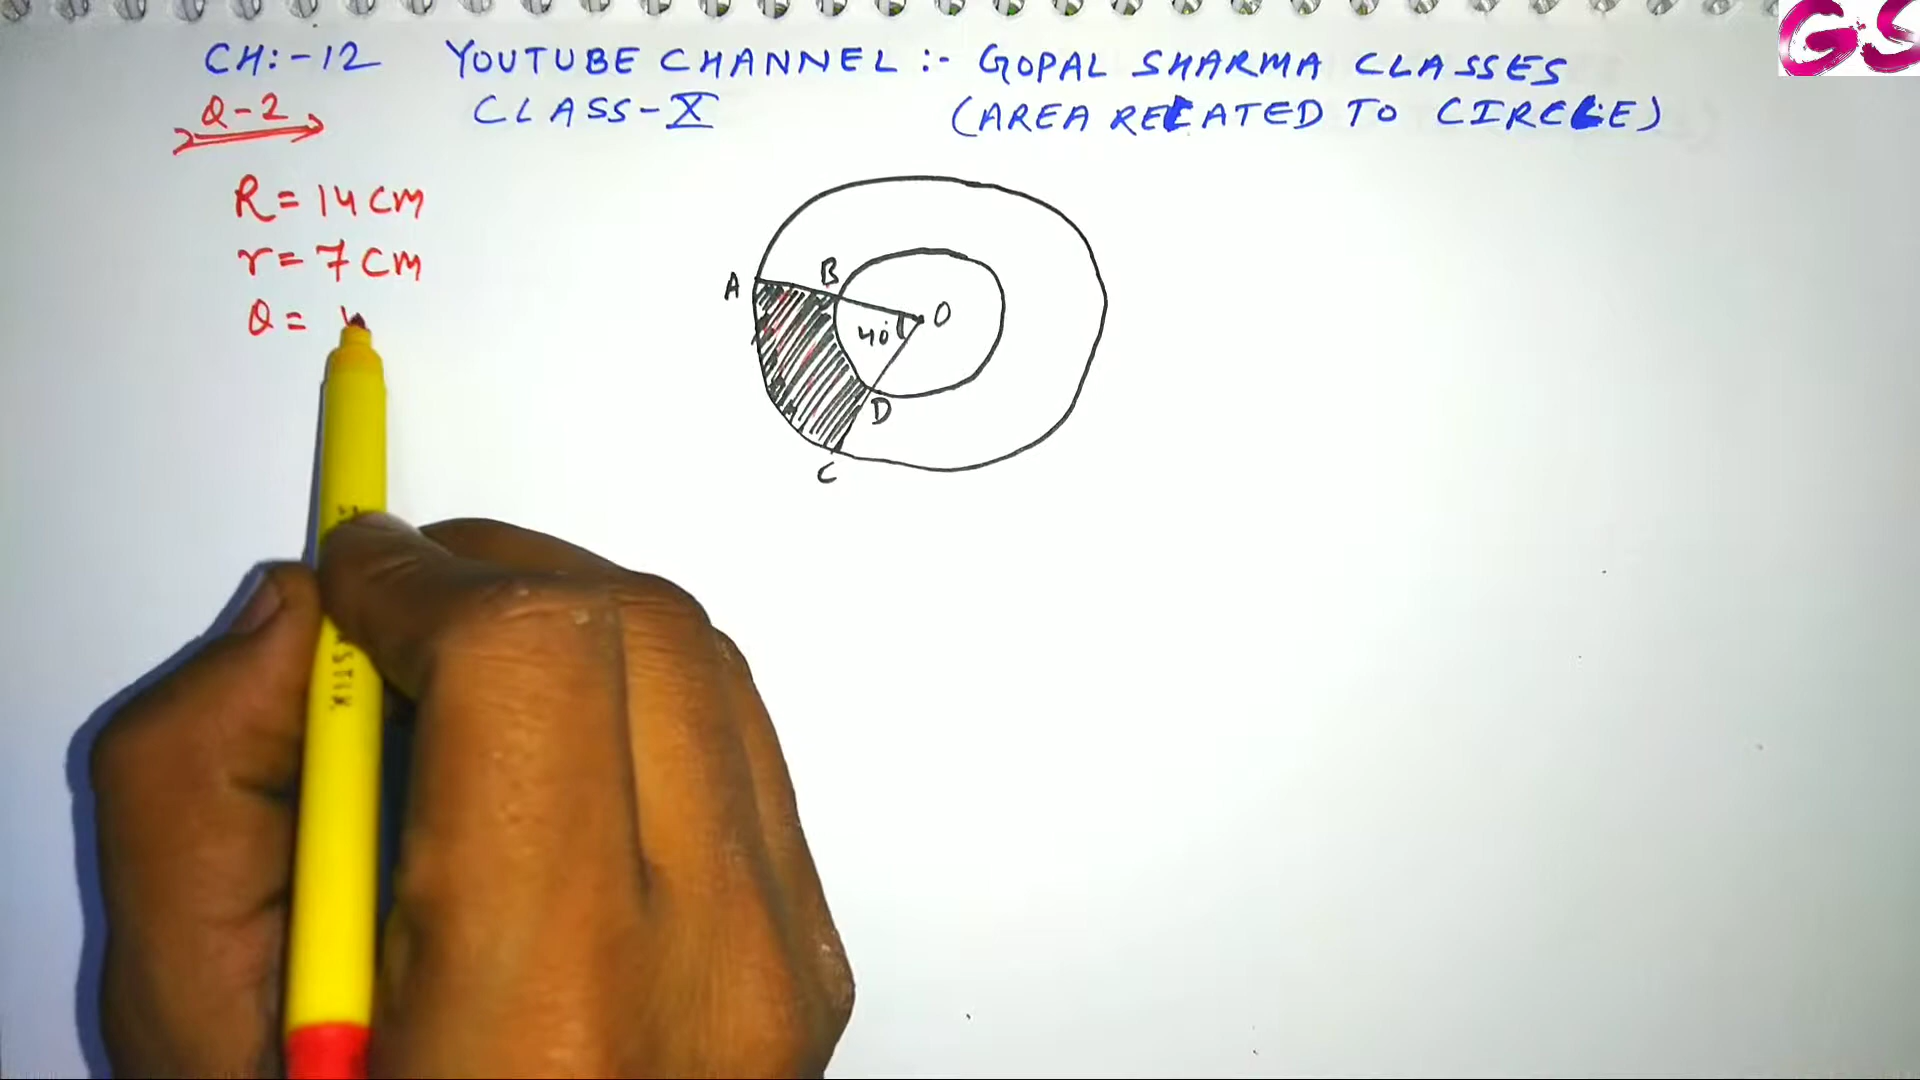 CH:-12 YOUTUBE CHANNEL :- GOPAL SHARMA CLASSES
Q-2 CLASS-X (AREA RELATED TO CIRCLE)
R = 14 cm
r = 7 cm
θ =
A B O
40°
D
C
GS